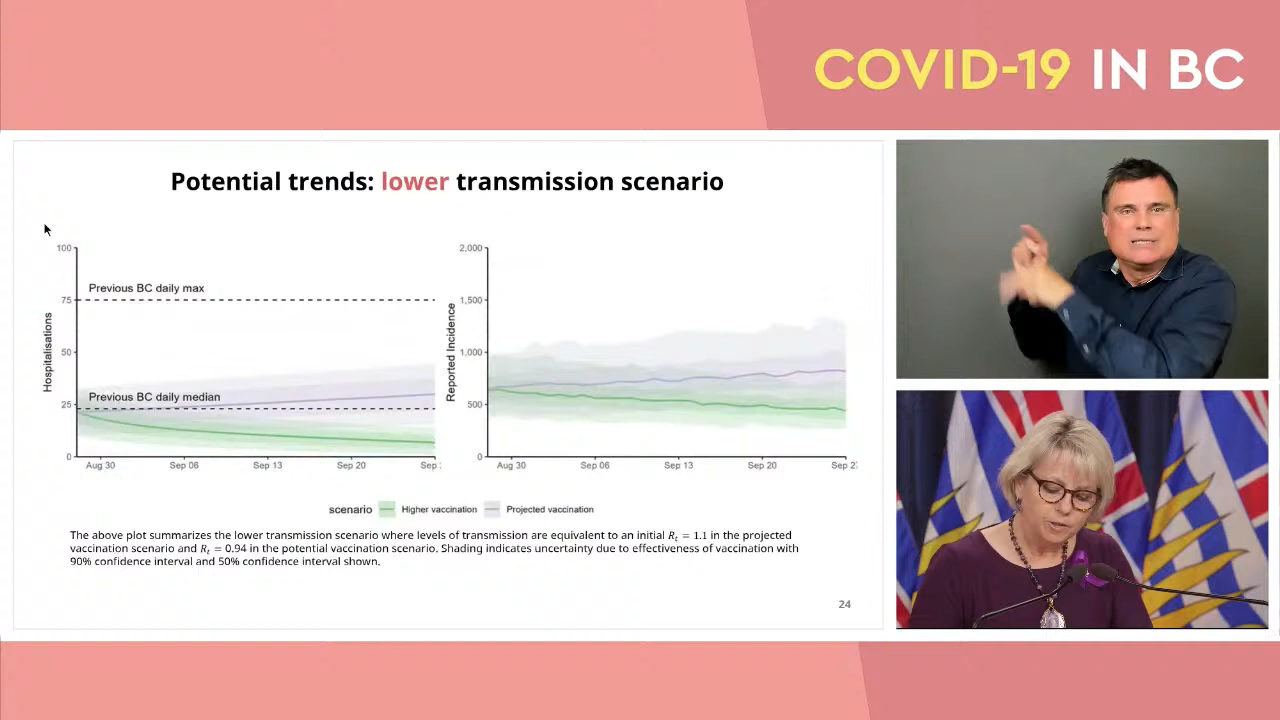 COVID-19 IN BC
Potential trends: lower transmission scenario
100
75
50
25
0
Hospitalisations
Previous BC daily max
Previous BC daily median
Aug 30 Sep 06 Sep 13 Sep 20 Sep
2,000
1,500
1,000
500
0
Reported Incidence
Aug 30 Sep 06 Sep 13 Sep 20 Sep 27
scenario Higher vaccination Projected vaccination
The above plot summarizes the lower transmission scenario where levels of transmission are equivalent to an initial Rt = 1.1 in the projected
vaccination scenario and Rt = 0.94 in the potential vaccination scenario. Shading indicates uncertainty due to effectiveness of vaccination with
90% confidence interval and 50% confidence interval shown.
24